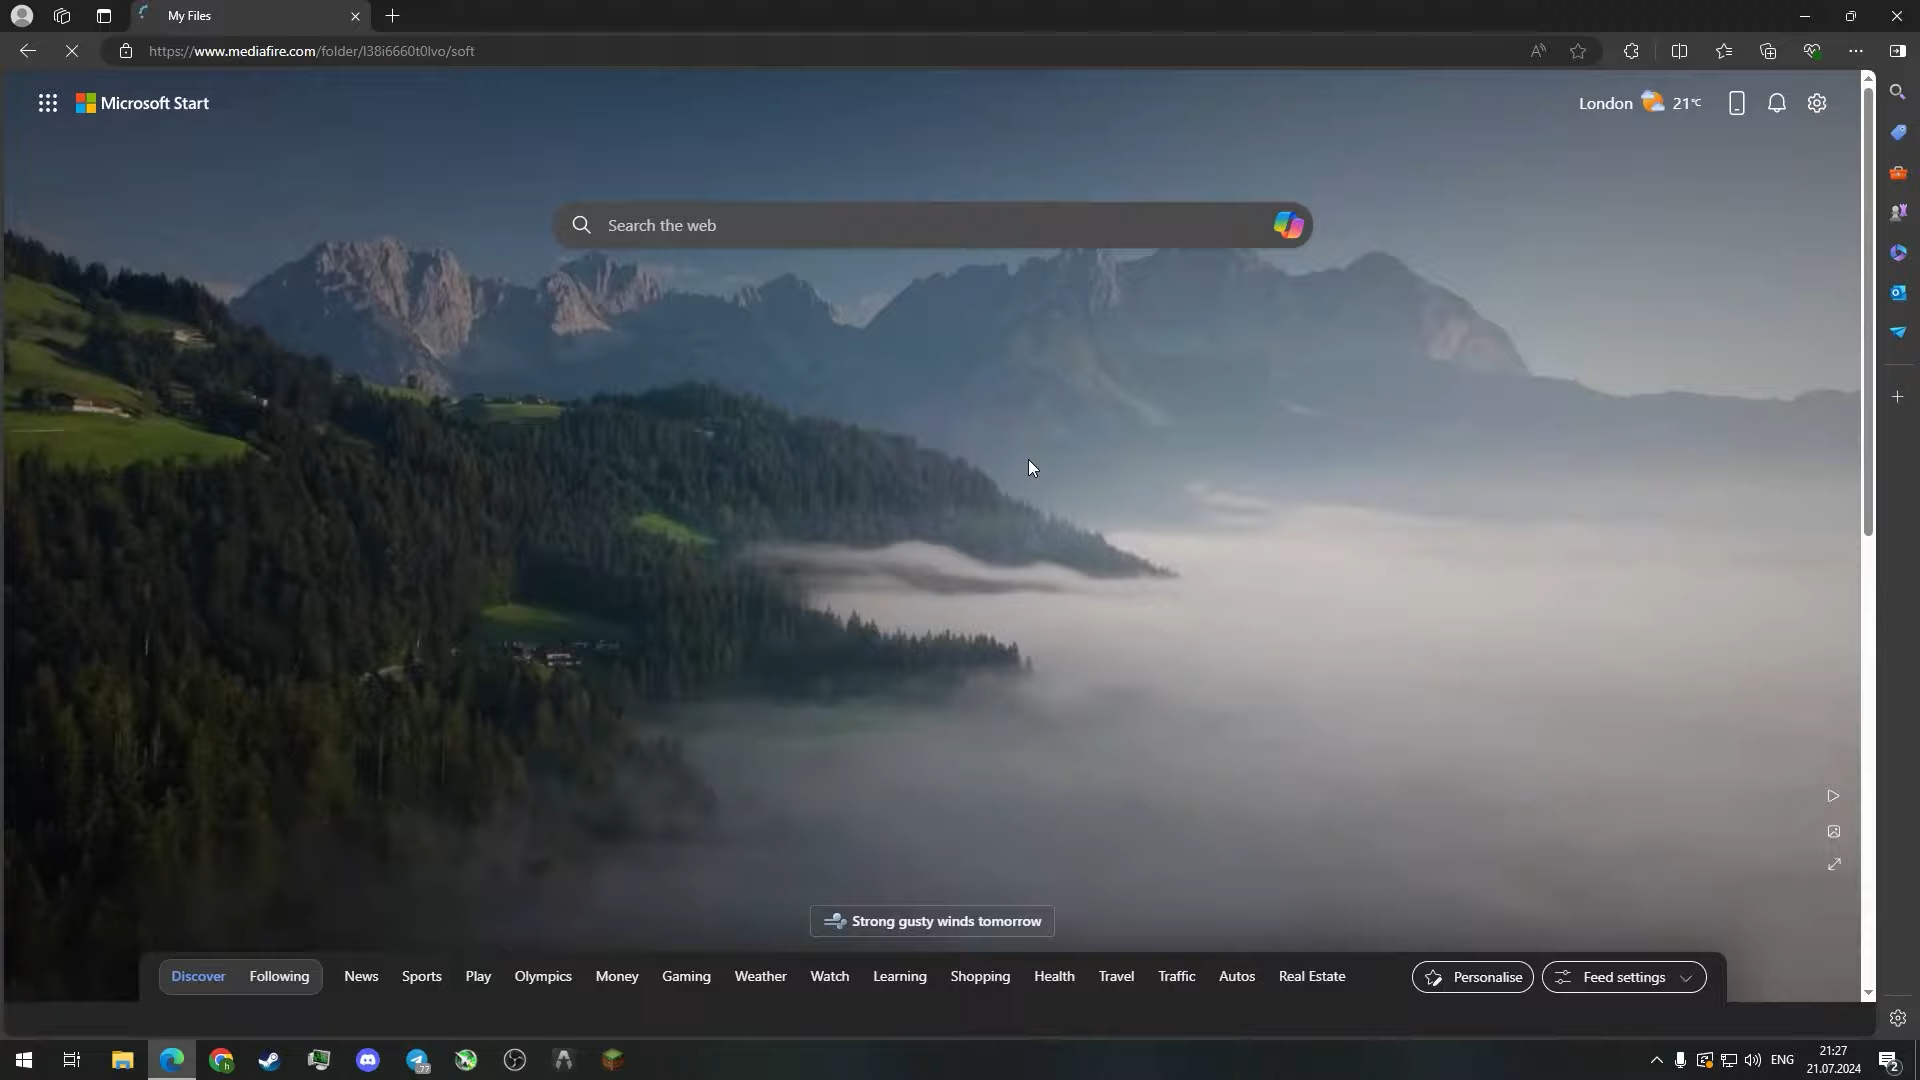 My Files
https://www.mediafire.com/folder/l38i6660t0lvo/soft
Microsoft Start
London 21°C
Search the web
Strong gusty winds tomorrow
Discover Following News Sports Play Olympics Money Gaming Weather Watch Learning Shopping Health Travel Traffic Autos Real Estate Personalise Feed settings
77
ENG
21:27
21.07.2024
2